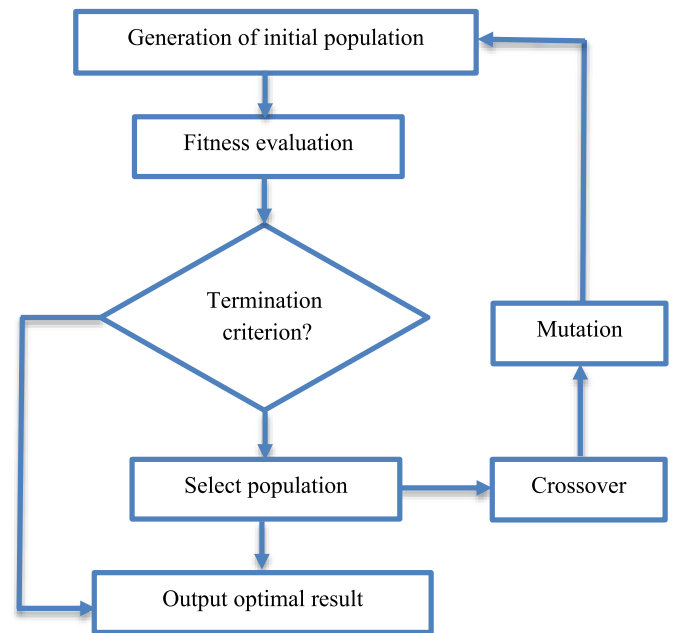 Generation of initial population
Fitness evaluation
Termination
criterion?
Mutation
Select population
Crossover
Output optimal result